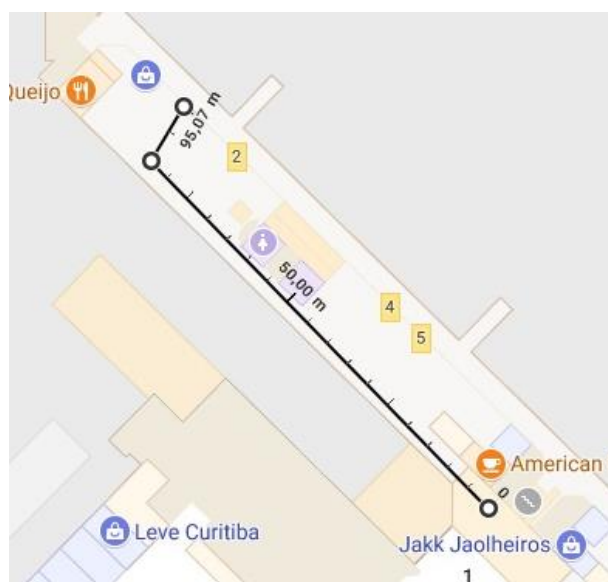 Queijo
95,07 m
2
50,00 m
4
5
American
0
Jakk Jaolheiros
Leve Curitiba
1